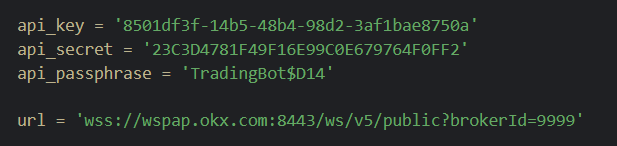 api_key = '8501df3f-14b5-48b4-98d2-3af1bae8750a'
api_secret = '23C3D4781F49F16E99C0E679764F0FF2'
api_passphrase = 'TradingBot$D14'
url = 'wss://wspap.okx.com:8443/ws/v5/public?brokerId=9999'